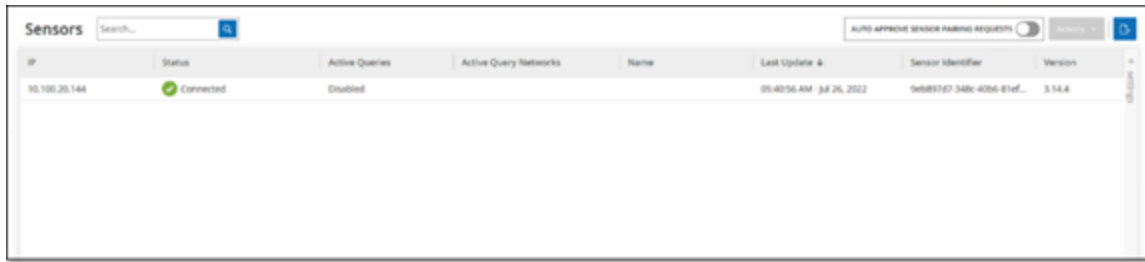 Sensors Search... AUTO APPROVE SENSOR PAIRING REQUESTS Actions
IP Status Active Queries Active Query Networks Name Last Update Sensor Identifier Version
10.100.20.144 Connected Disabled 05:40:56 AM · Jul 26, 2022 9eb897d7-348c-40b6-81ef... 3.14.4
settings